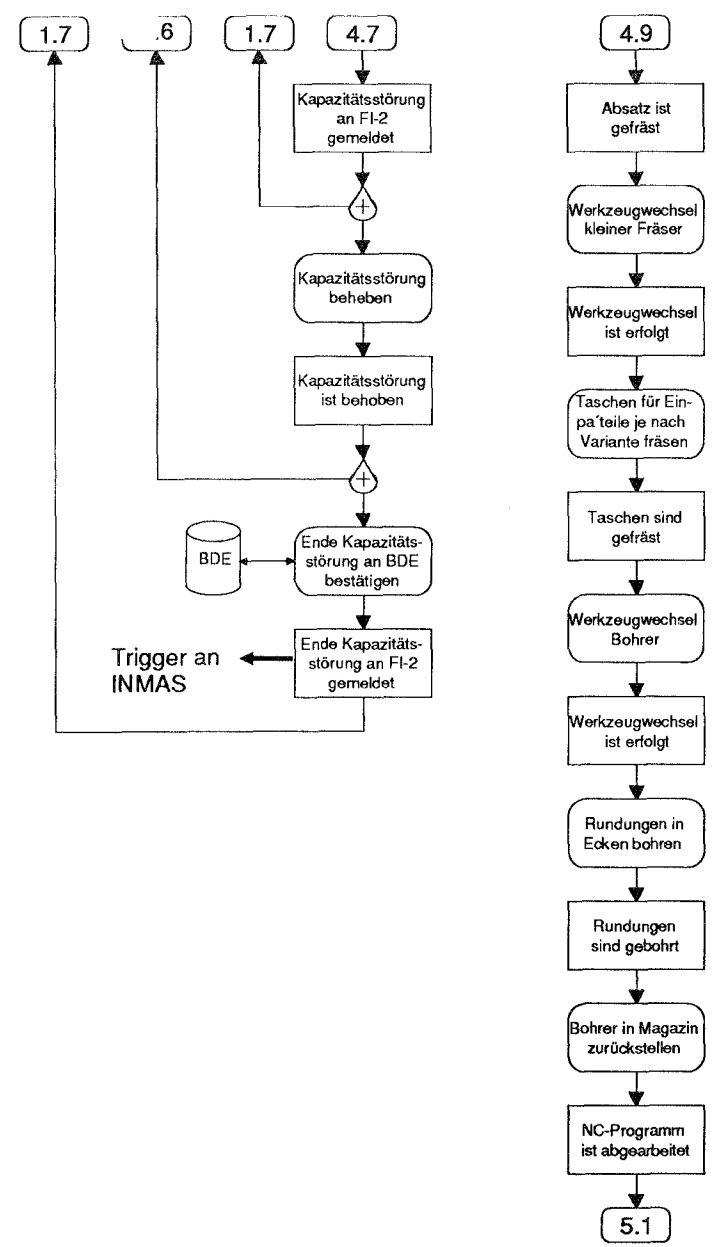 1.7
.6
1.7
4.7
Kapazitätsstörung
an FI-2
gemeldet
Kapazitätsstörung
beheben
Kapazitätsstörung
ist behoben
BDE
Ende Kapazitäts-
störung an BDE
bestätigen
Trigger an
INMAS
Ende Kapazitäts-
störung an FI-2
gemeldet
4.9
Absatz ist
gefräst
Werkzeugwechsel
kleiner Fräser
Werkzeugwechsel
ist erfolgt
Taschen für Ein-
pa´teile je nach
Variante fräsen
Taschen sind
gefräst
Werkzeugwechsel
Bohrer
Werkzeugwechsel
ist erfolgt
Rundungen in
Ecken bohren
Rundungen
sind gebohrt
Bohrer in Magazin
zurückstellen
NC-Programm
ist abgearbeitet
5.1